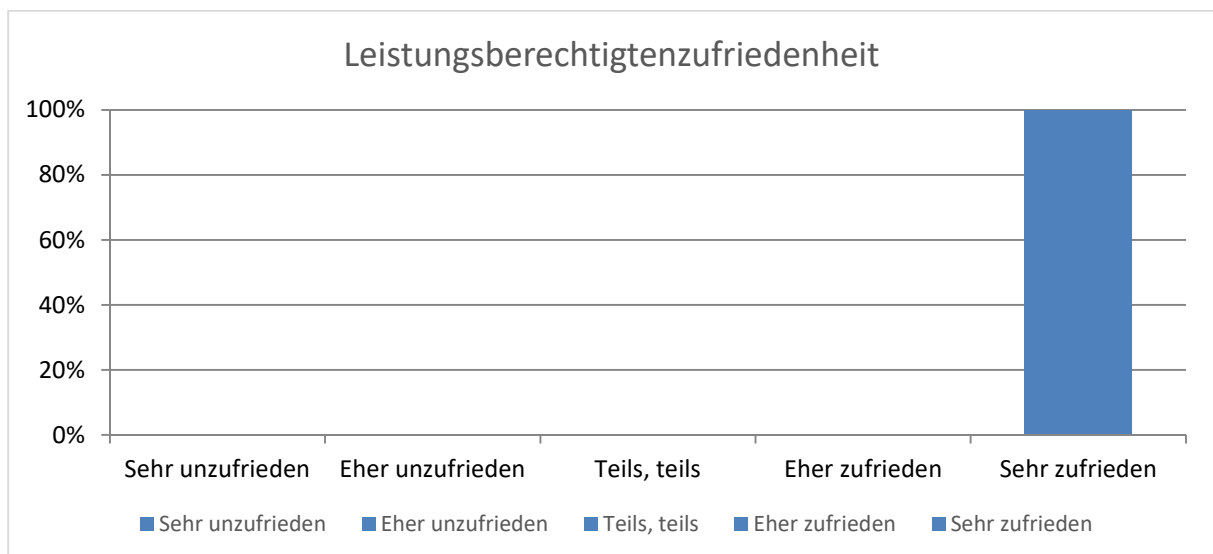 Leistungsberechtigtenzufriedenheit
100%
80%
60%
40%
20%
0%
Sehr unzufrieden Eher unzufrieden Teils, teils Eher zufrieden Sehr zufrieden
Sehr unzufrieden Eher unzufrieden Teils, teils Eher zufrieden Sehr zufrieden